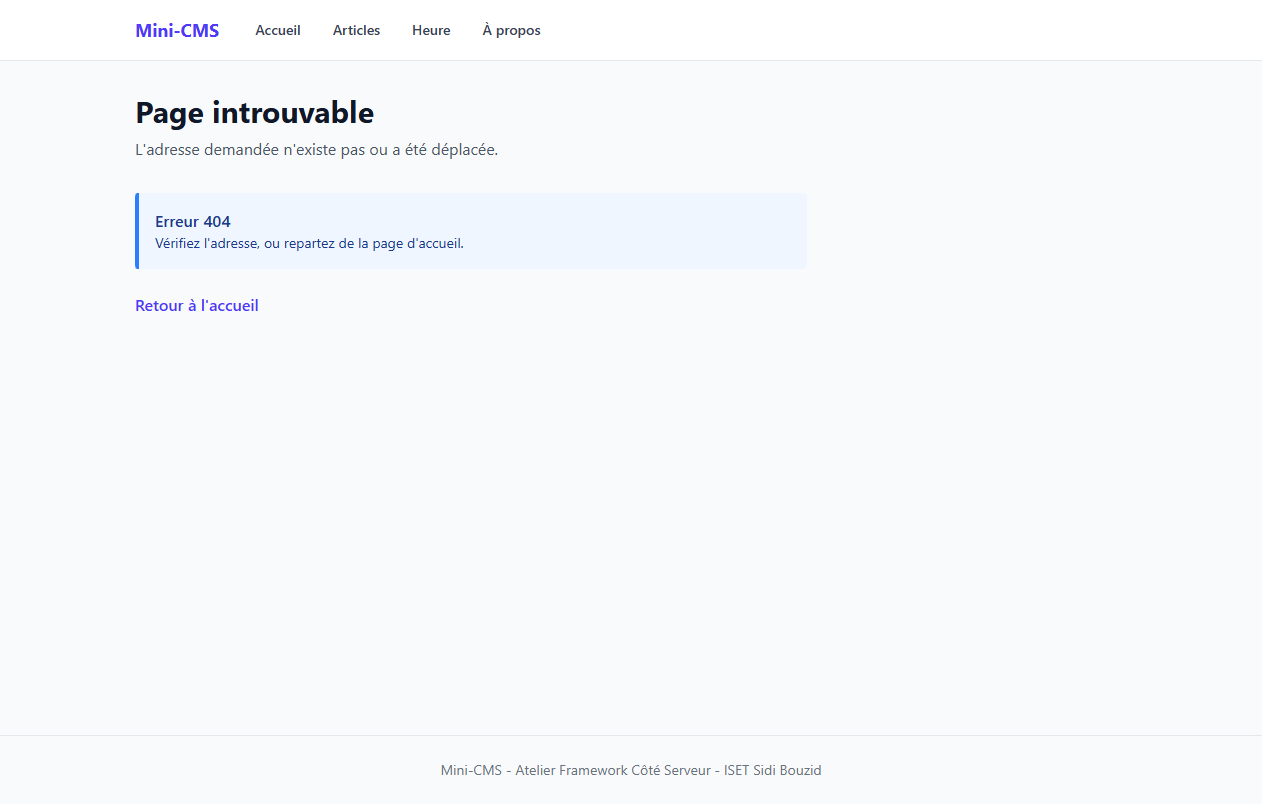 Mini-CMS Accueil Articles Heure À propos
Page introuvable
L'adresse demandée n'existe pas ou a été déplacée.
Erreur 404
Vérifiez l'adresse, ou repartez de la page d'accueil.
Retour à l'accueil
Mini-CMS - Atelier Framework Côté Serveur - ISET Sidi Bouzid